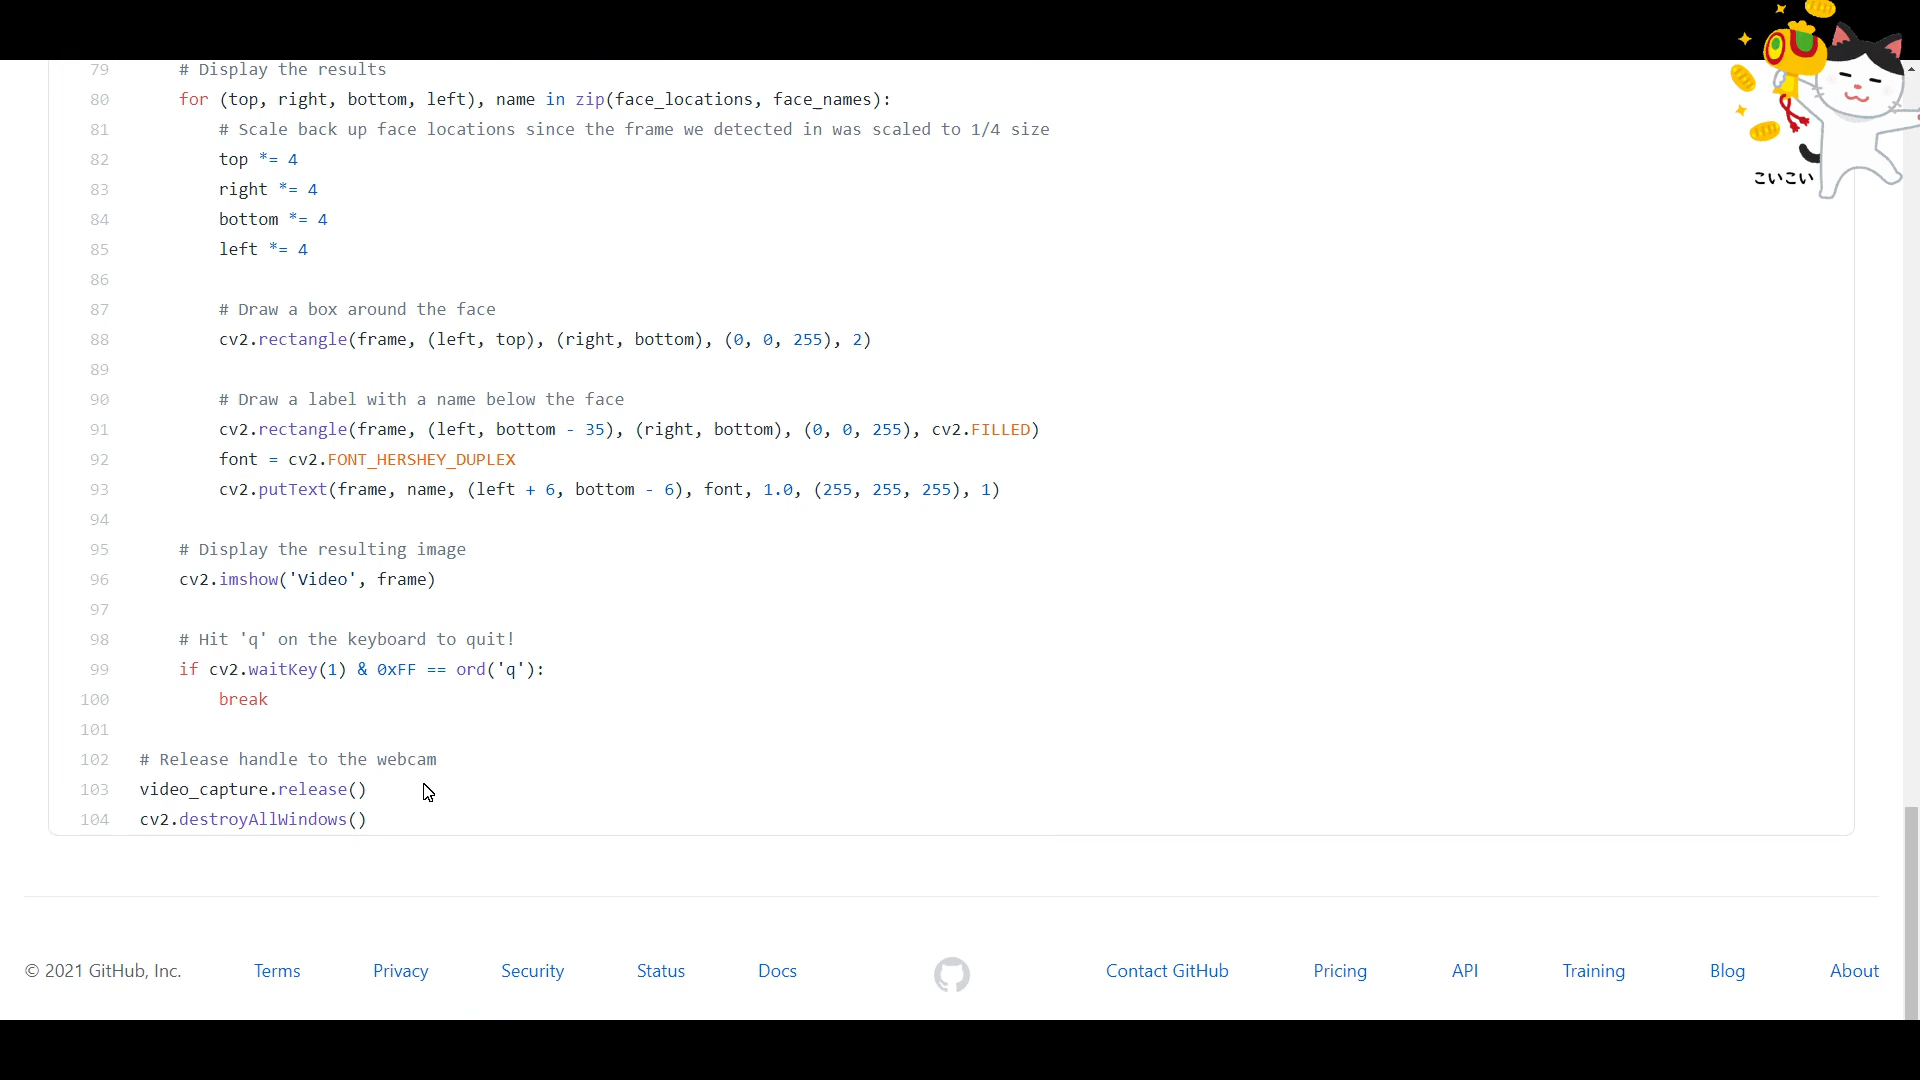 79 # Display the results
80 for (top, right, bottom, left), name in zip(face_locations, face_names):
81 # Scale back up face locations since the frame we detected in was scaled to 1/4 size
82 top *= 4
83 right *= 4
84 bottom *= 4
85 left *= 4
86
87 # Draw a box around the face
88 cv2.rectangle(frame, (left, top), (right, bottom), (0, 0, 255), 2)
89
90 # Draw a label with a name below the face
91 cv2.rectangle(frame, (left, bottom - 35), (right, bottom), (0, 0, 255), cv2.FILLED)
92 font = cv2.FONT_HERSHEY_DUPLEX
93 cv2.putText(frame, name, (left + 6, bottom - 6), font, 1.0, (255, 255, 255), 1)
94
95 # Display the resulting image
96 cv2.imshow('Video', frame)
97
98 # Hit 'q' on the keyboard to quit!
99 if cv2.waitKey(1) & 0xFF == ord('q'):
100 break
101
102 # Release handle to the webcam
103 video_capture.release()
104 cv2.destroyAllWindows()
こいこい
© 2021 GitHub, Inc. Terms Privacy Security Status Docs Contact GitHub Pricing API Training Blog About